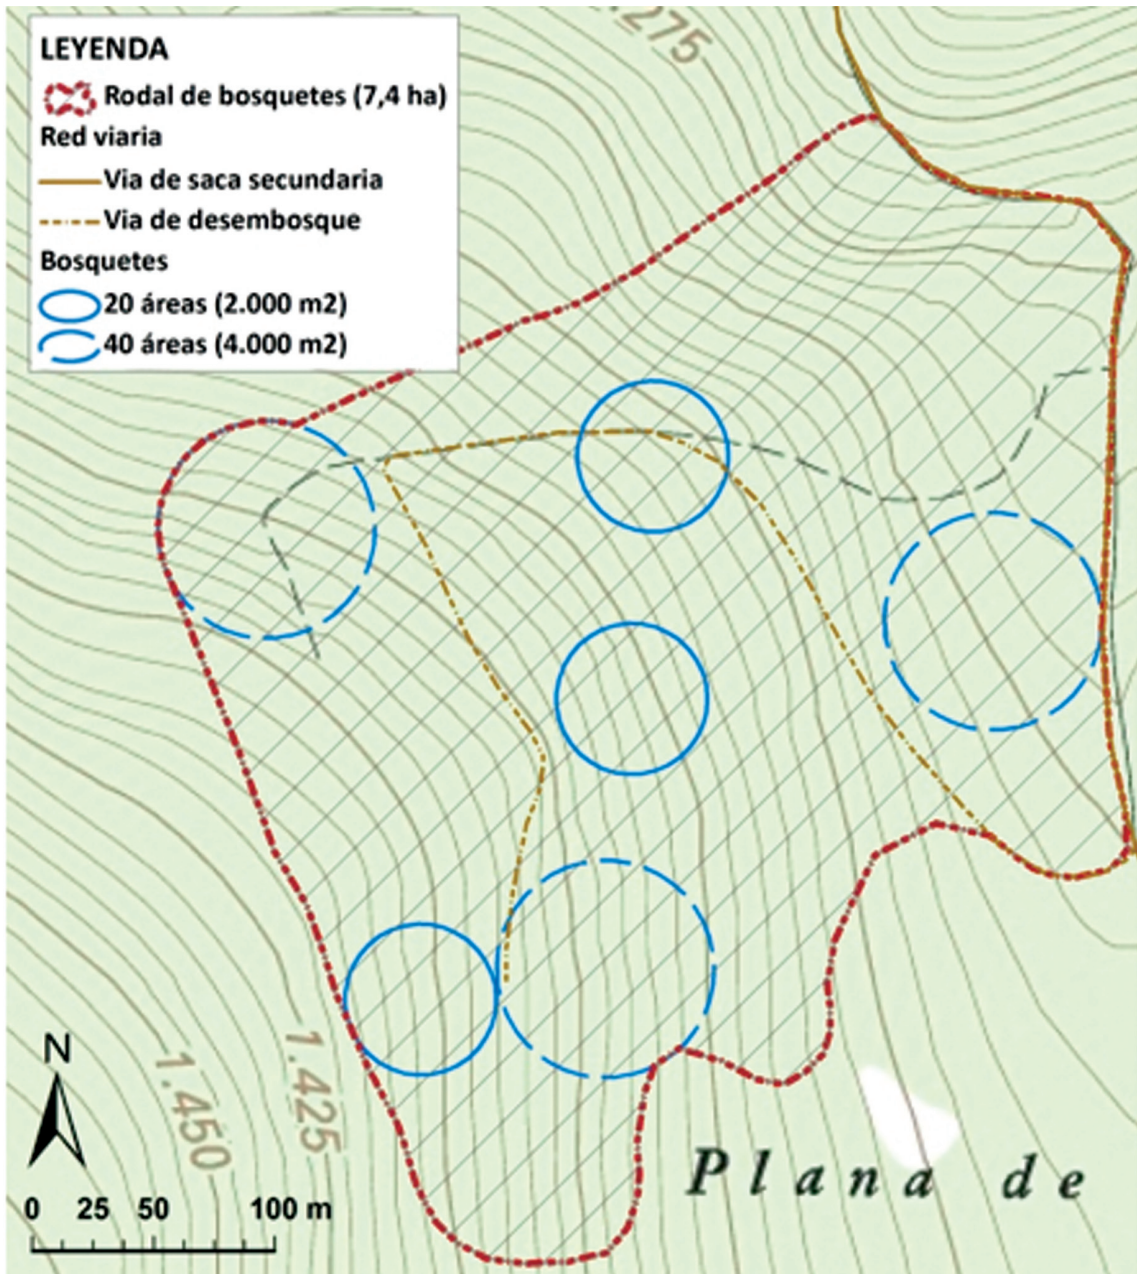 LEYENDA
Rodal de bosquetes (7,4 ha)
Red viaria
Via de saca secundaria
Via de desembosque
Bosquetes
20 áreas (2.000 m2)
40 áreas (4.000 m2)
1.275
N
1.450
1.425
Plana de
0 25 50 100 m